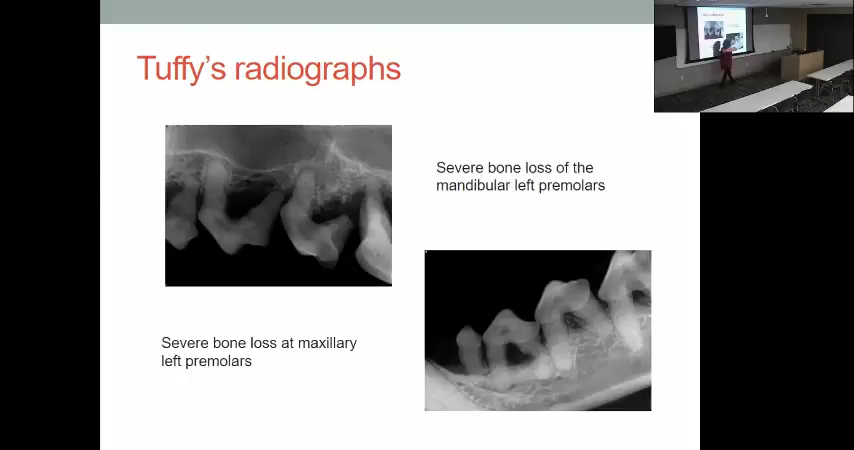 Tuffy's radiographs
Severe bone loss of the
mandibular left premolars
Severe bone loss at maxillary
left premolars